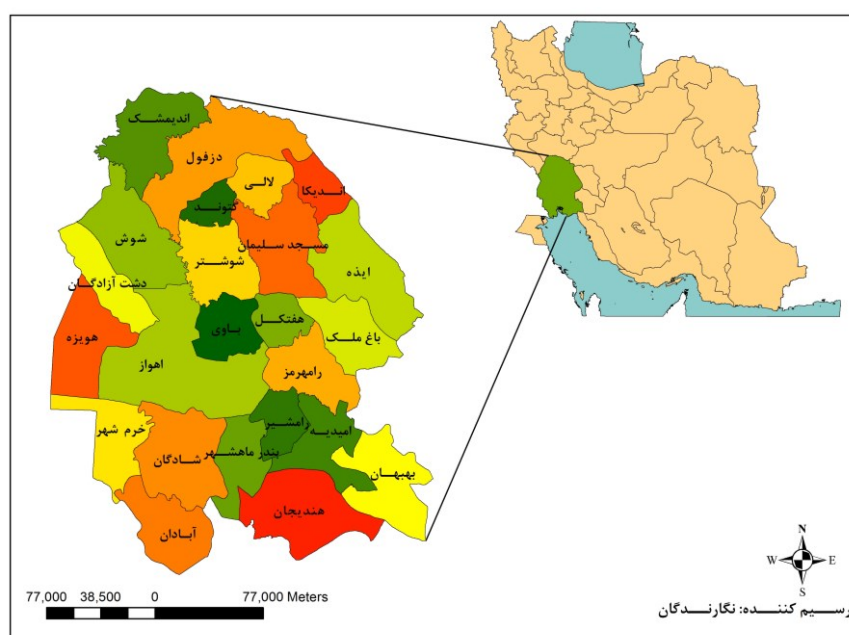 اندیمشک
دزفول
لالی
اندیکا
گتوند
شوش
مسجد سلیمان
شوشتر
ایذه
دشت آزادگان
هفتکل
باوی
باغ ملک
هویزه
اهواز
رامهرمز
رامشیر
امیدیه
خرم شهر
بندر ماهشهر
شادگان
بهبهان
هندیجان
آبادان
77,000 38,500 0 77,000 Meters
N
W E
S
رسیم کننده: نگارندگان